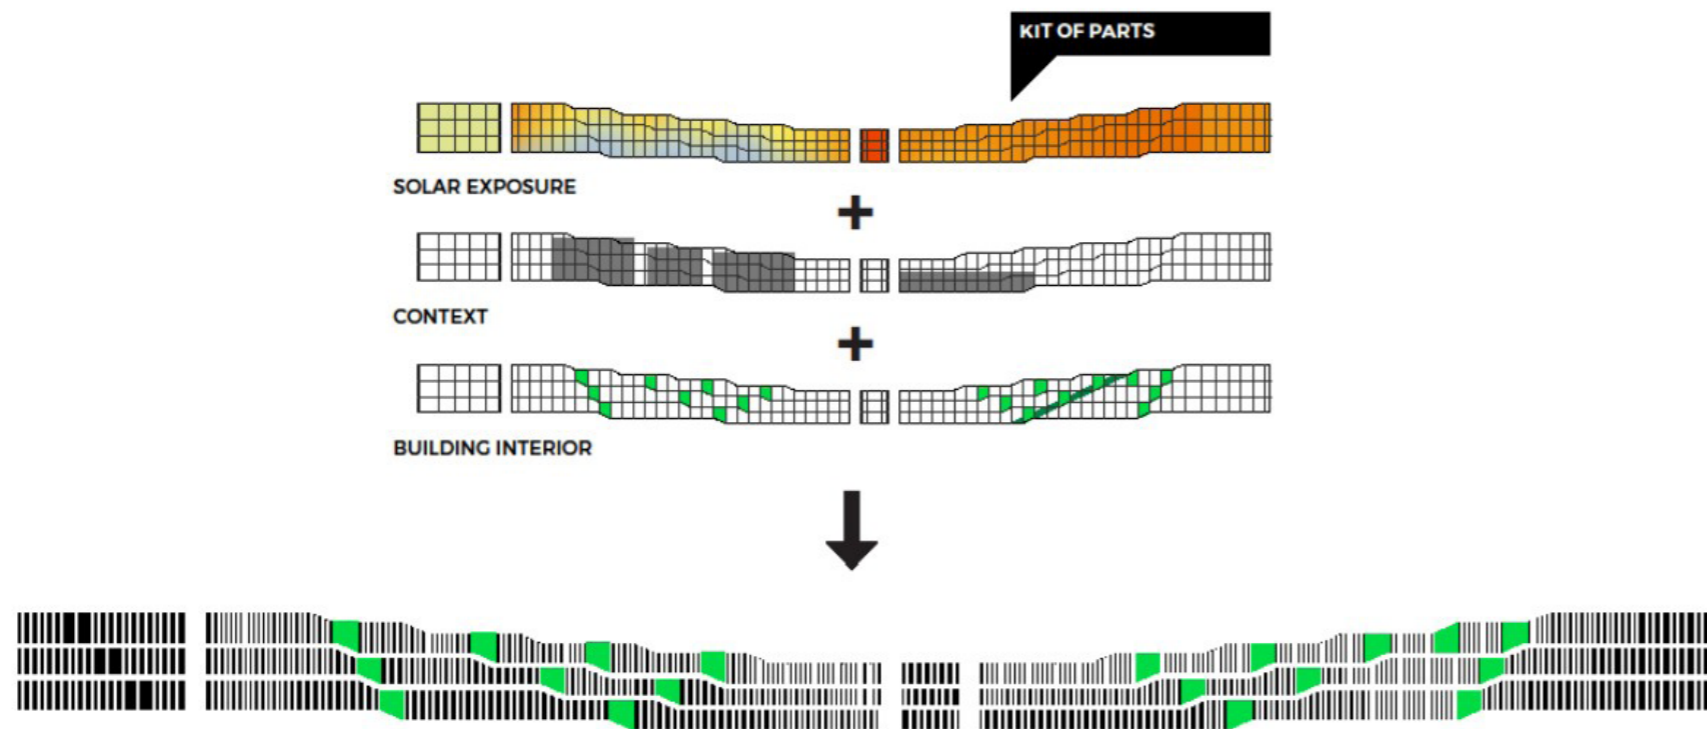 KIT OF PARTS
SOLAR EXPOSURE
+
CONTEXT
+
BUILDING INTERIOR